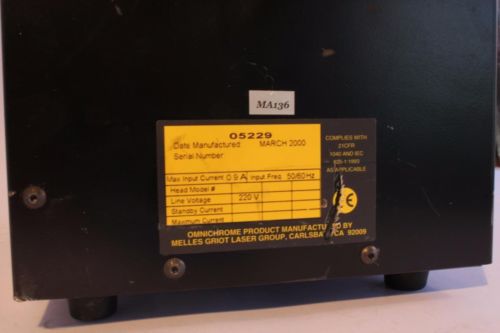 MA136
05229
Date Manufactured MARCH 2000
Serial Number
COMPLIES WITH
21CFR
1040 AND IEC
825-1:1993
AS APPLICABLE
Max Input Current 0.9 A Input Freq 50/60 Hz
Head Model #
Line Voltage 220 V
Standby Current
Maximum Current
CE
OMNICHROME PRODUCT MANUFACTURED BY
MELLES GRIOT LASER GROUP, CARLSBAD, CA 92009